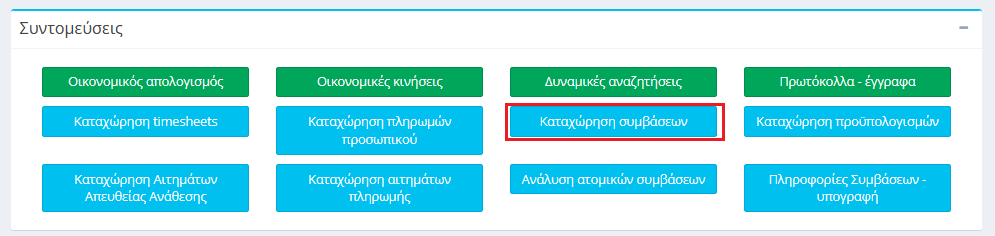 Συντομεύσεις
Οικονομικός απολογισμός
Οικονομικές κινήσεις
Δυναμικές αναζητήσεις
Πρωτόκολλα - έγγραφα
Καταχώρηση timesheets
Καταχώρηση πληρωμών
προσωπικού
Καταχώρηση συμβάσεων
Καταχώρηση προϋπολογισμών
Καταχώρηση Αιτημάτων
Απευθείας Ανάθεσης
Καταχώρηση αιτημάτων
πληρωμής
Ανάλυση ατομικών συμβάσεων
Πληροφορίες Συμβάσεων -
υπογραφή